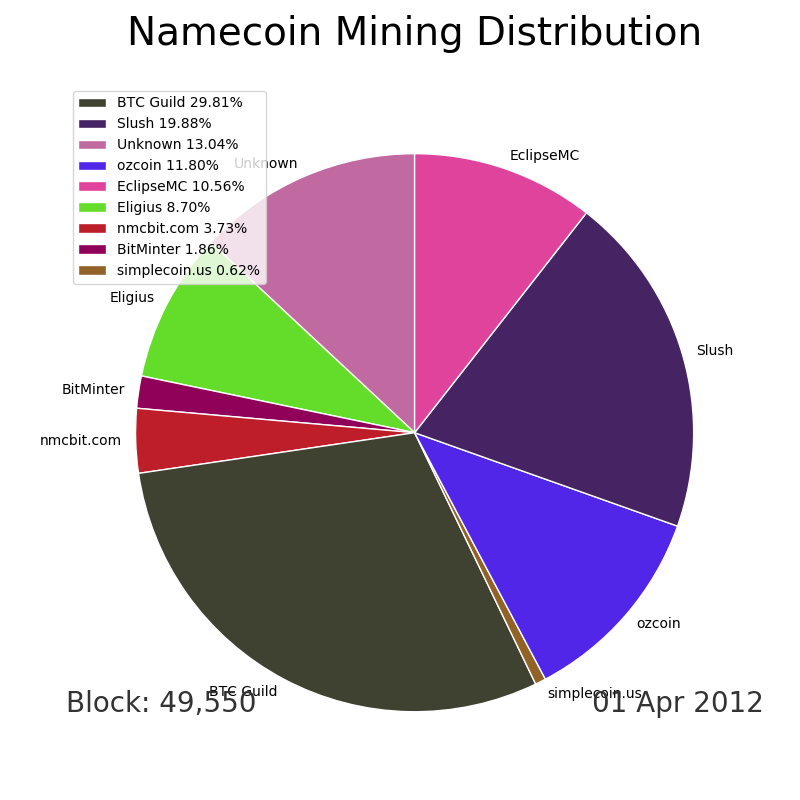 Namecoin Mining Distribution
BTC Guild 29.81%
Slush 19.88%
Unknown 13.04%
ozcoin 11.80%
EclipseMC 10.56%
Eligius 8.70%
nmcbit.com 3.73%
BitMinter 1.86%
simplecoin.us 0.62%
EclipseMC
Unknown
Eligius
Slush
BitMinter
nmcbit.com
ozcoin
BTC Guild
simplecoin.us
Block: 49,550
01 Apr 2012